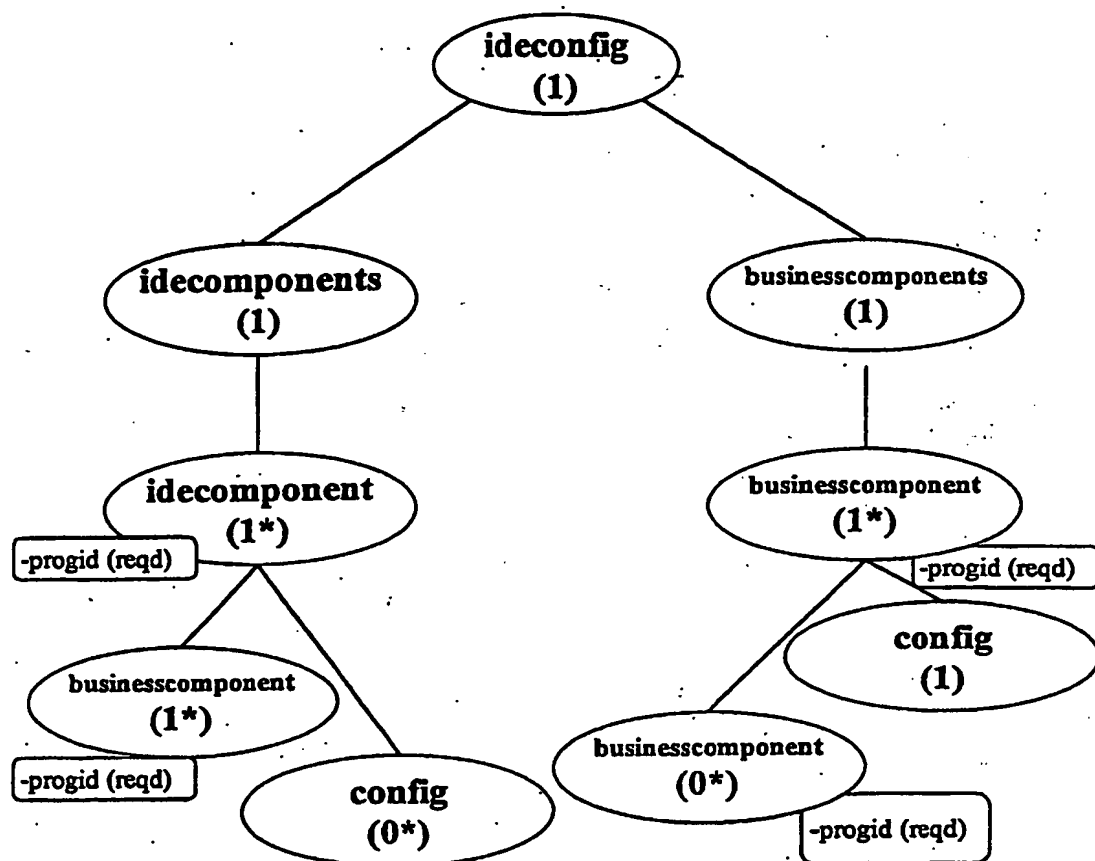 ideconfig
(1)
idecomponents
(1)
businesscomponents
(1)
idecomponent
(1*)
-progid (reqd)
businesscomponent
(1*)
-progid (reqd)
businesscomponent
(1*)
-progid (reqd)
config
(0*)
config
(1)
businesscomponent
(0*)
-progid (reqd)